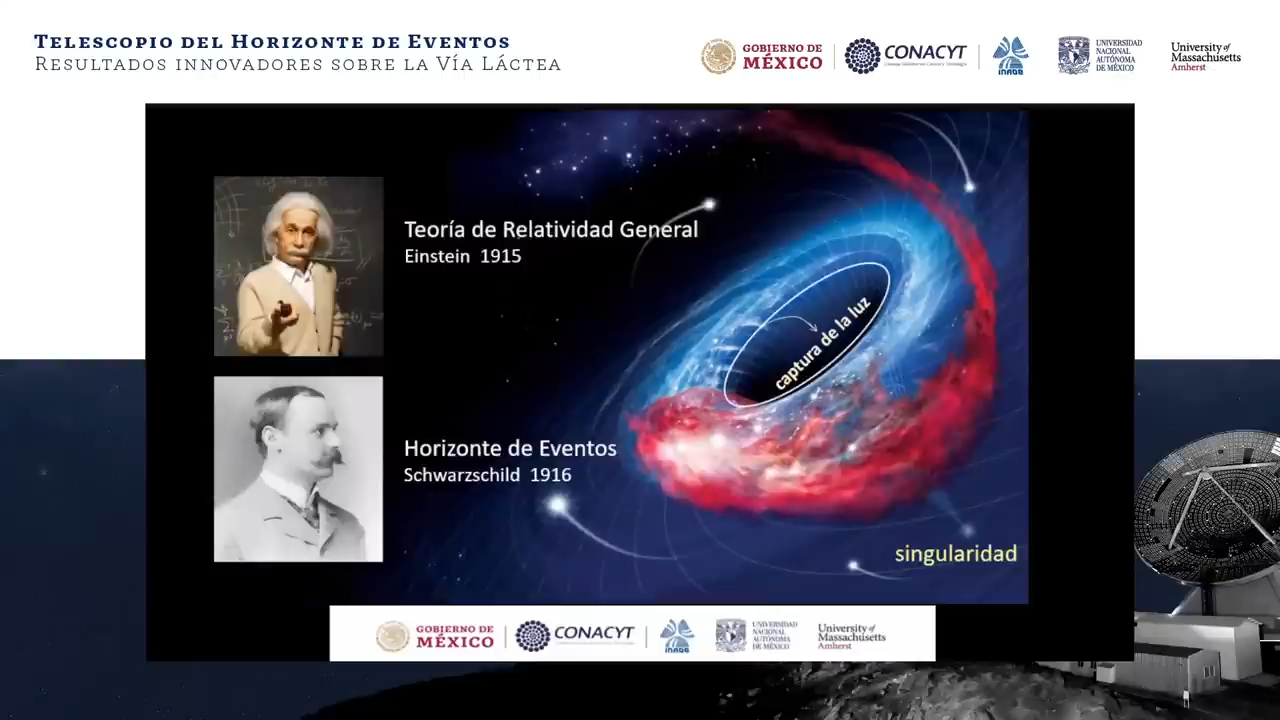 TELESCOPIO DEL HORIZONTE DE EVENTOS
RESULTADOS INNOVADORES SOBRE LA VÍA LÁCTEA
GOBIERNO DE
MÉXICO
CONACYT
INAOE
UNIVERSIDAD
NACIONAL
AUTÓNOMA
DE MÉXICO
University of
Massachusetts
Amherst
Teoría de Relatividad General
Einstein 1915
captura de la luz
Horizonte de Eventos
Schwarzschild 1916
singularidad
GOBIERNO DE
MÉXICO
CONACYT
INAOE
UNIVERSIDAD
NACIONAL
AUTÓNOMA
DE MÉXICO
University of
Massachusetts
Amherst